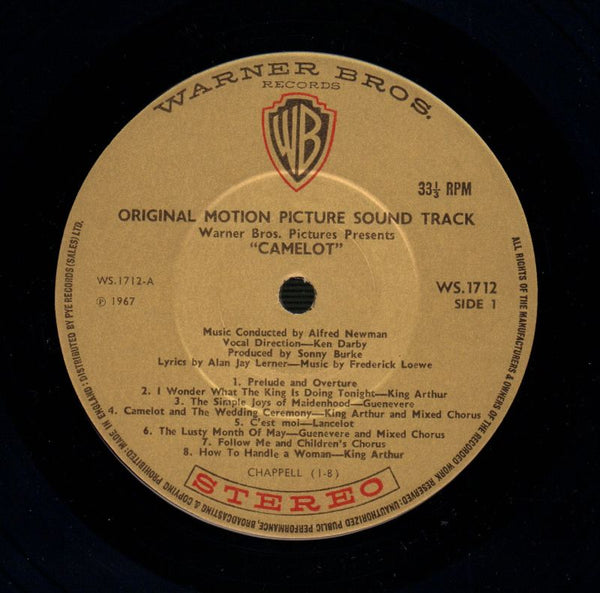 WARNER BROS.
RECORDS
WB
33⅓ RPM
ORIGINAL MOTION PICTURE SOUND TRACK
Warner Bros. Pictures Presents
"CAMELOT"
WS.1712-A
℗ 1967
WS.1712
SIDE 1
Music Conducted by Alfred Newman
Vocal Direction—Ken Darby
Produced by Sonny Burke
Lyrics by Alan Jay Lerner—Music by Frederick Loewe
1. Prelude and Overture
2. I Wonder What The King Is Doing Tonight—King Arthur
3. The Simple Joys of Maidenhood—Guenevere
4. Camelot and The Wedding Ceremony—King Arthur and Mixed Chorus
5. C'est moi—Lancelot
6. The Lusty Month Of May—Guenevere and Mixed Chorus
7. Follow Me and Children's Chorus
8. How To Handle a Woman—King Arthur
CHAPPELL (1-8)
STEREO
ALL RIGHTS OF THE MANUFACTURERS & OWNERS OF THE RECORDED WORK RESERVED·UNAUTHORIZED PUBLIC PERFORMANCE, BROADCASTING & COPYING PROHIBITED·MADE IN ENGLAND: DISTRIBUTED BY PYE RECORDS (SALES) LTD.